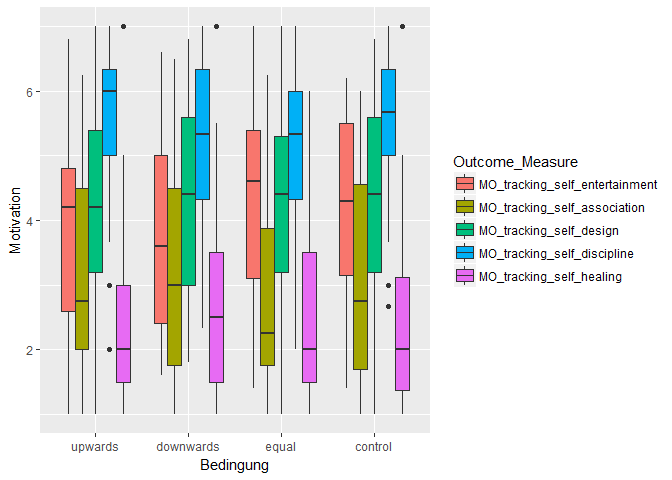 Motivation
6
4
2
upwards
downwards
equal
control
Bedingung
Outcome_Measure
MO_tracking_self_entertainment
MO_tracking_self_association
MO_tracking_self_design
MO_tracking_self_discipline
MO_tracking_self_healing